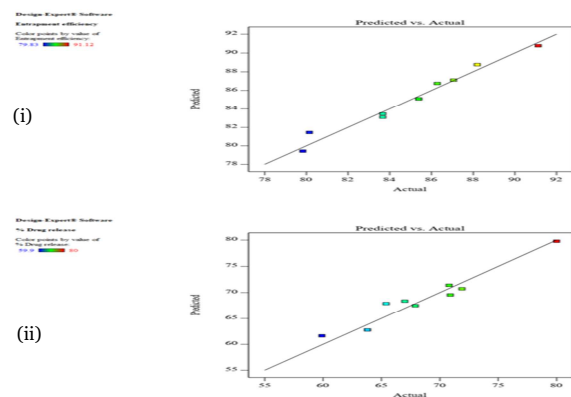 Design-Expert® Software
Entrapment efficiency
Color points by value of
Entrapment efficiency:
79.83 91.12
(i)
Predicted vs. Actual
Predicted
92
90
88
86
84
82
80
78
78 80 82 84 86 88 90 92
Actual
Design-Expert® Software
% Drug release
Color points by value of
% Drug release:
59.9 80
(ii)
Predicted vs. Actual
Predicted
80
75
70
65
60
55
55 60 65 70 75 80
Actual